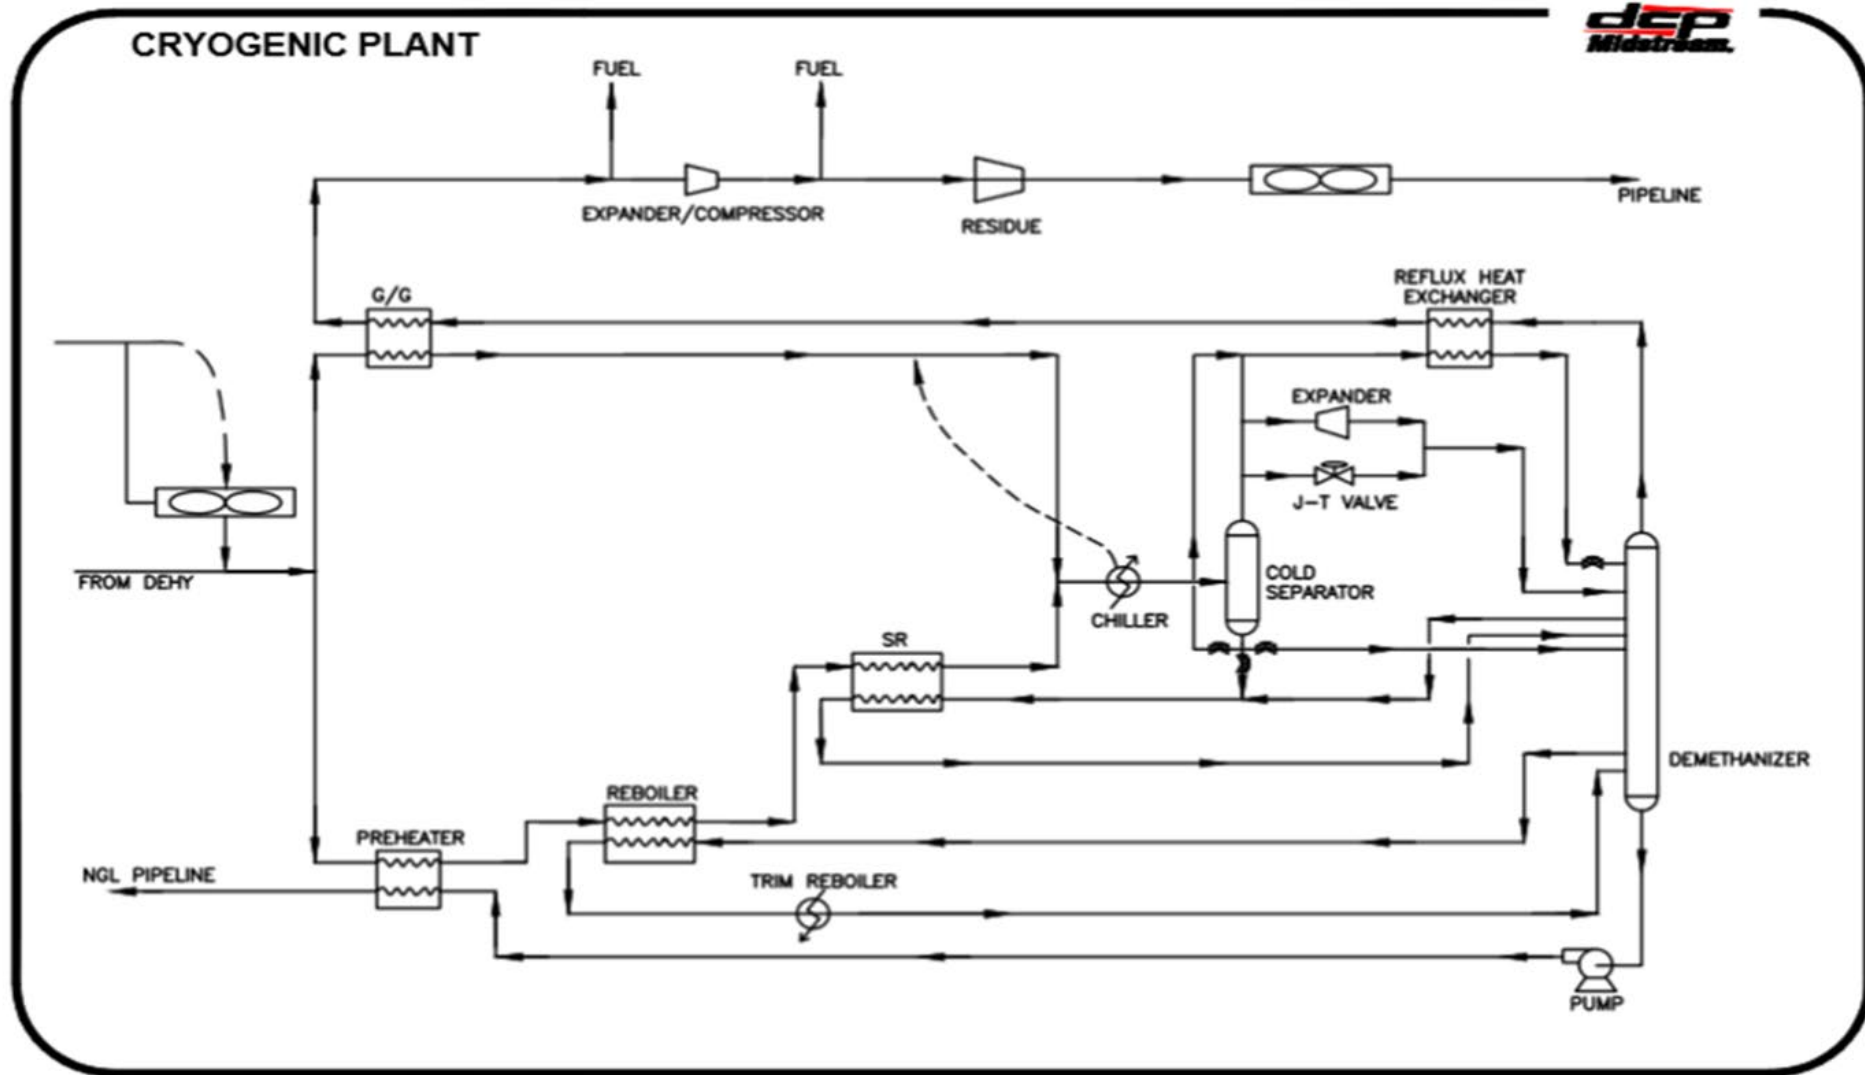 CRYOGENIC PLANT
dcp
Midstream.
FUEL
FUEL
EXPANDER/COMPRESSOR
RESIDUE
PIPELINE
G/G
REFLUX HEAT
EXCHANGER
EXPANDER
J-T VALVE
FROM DEHY
CHILLER
COLD
SEPARATOR
SR
DEMETHANIZER
REBOILER
PREHEATER
NGL PIPELINE
TRIM REBOILER
PUMP